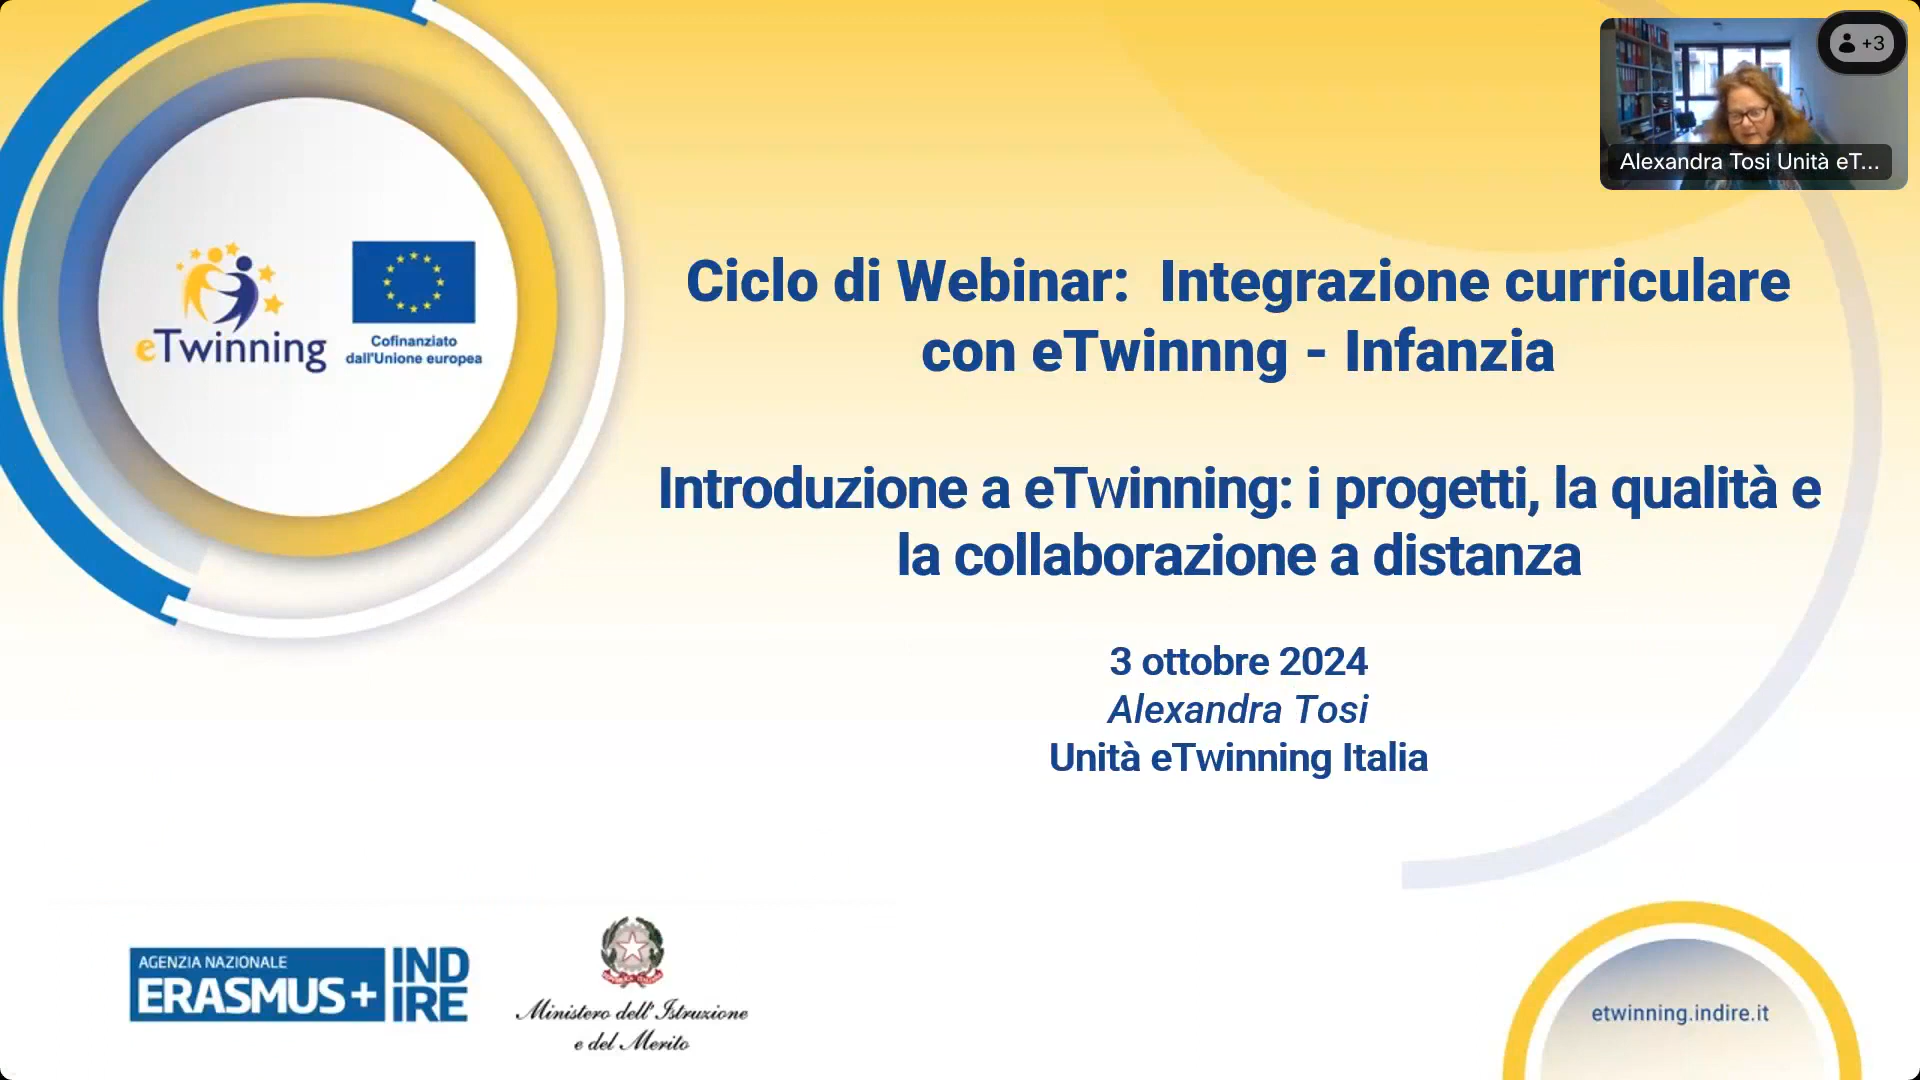 +3
Alexandra Tosi Unità eT...
eTwinning
Cofinanziato
dall'Unione europea
Ciclo di Webinar:  Integrazione curriculare
con eTwinnng - Infanzia
Introduzione a eTwinning: i progetti, la qualità e
la collaborazione a distanza
3 ottobre 2024
Alexandra Tosi
Unità eTwinning Italia
AGENZIA NAZIONALE
ERASMUS+
IND
IRE
Ministero dell'Istruzione
e del Merito
etwinning.indire.it